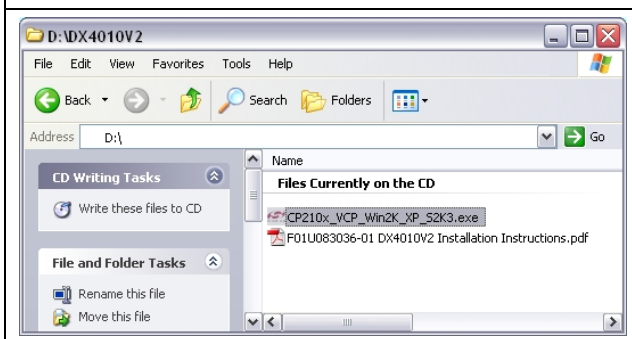 D:\DX4010V2
File Edit View Favorites Tools Help
Back Search Folders
Address D:\ Go
Name
CD Writing Tasks
Files Currently on the CD
Write these files to CD
CP210x_VCP_Win2K_XP_S2K3.exe
F01U083036-01 DX4010V2 Installation Instructions.pdf
File and Folder Tasks
Rename this file
Move this file